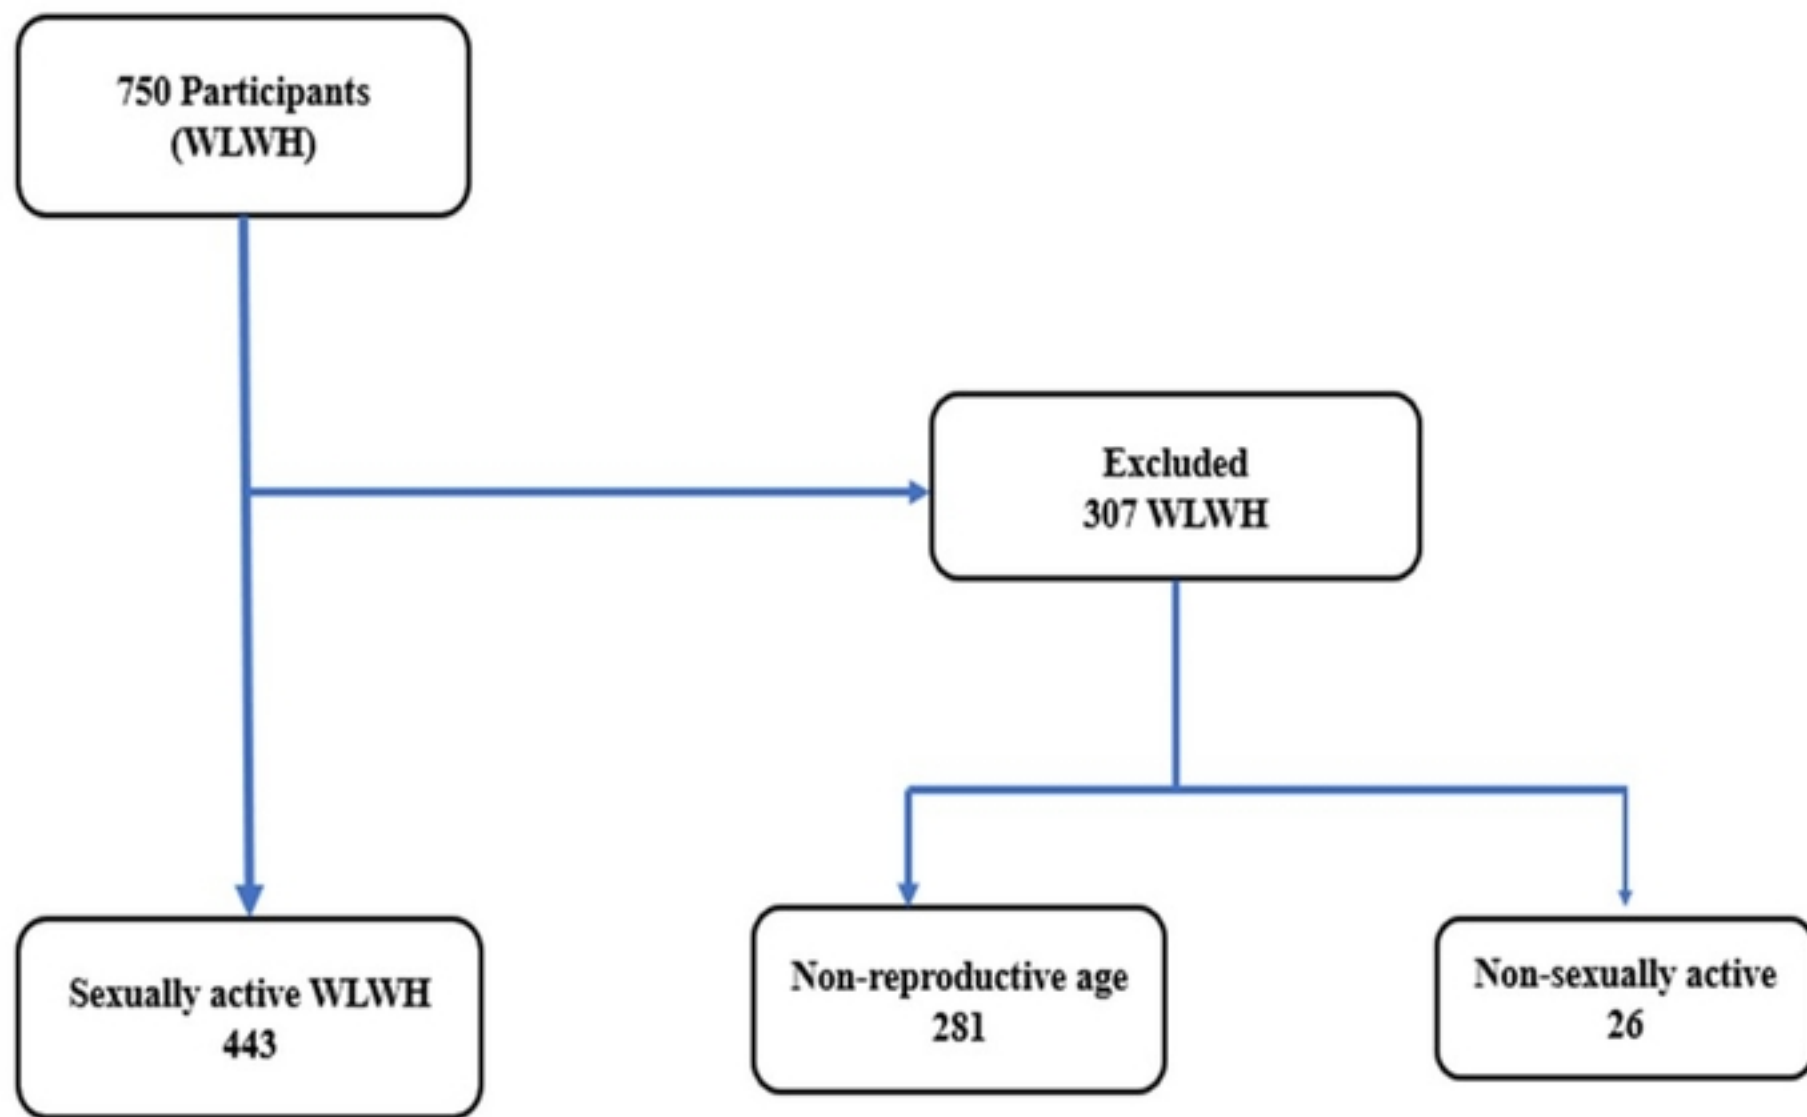 750 Participants
(WLWH)
Excluded
307 WLWH
Sexually active WLWH
443
Non-reproductive age
281
Non-sexually active
26